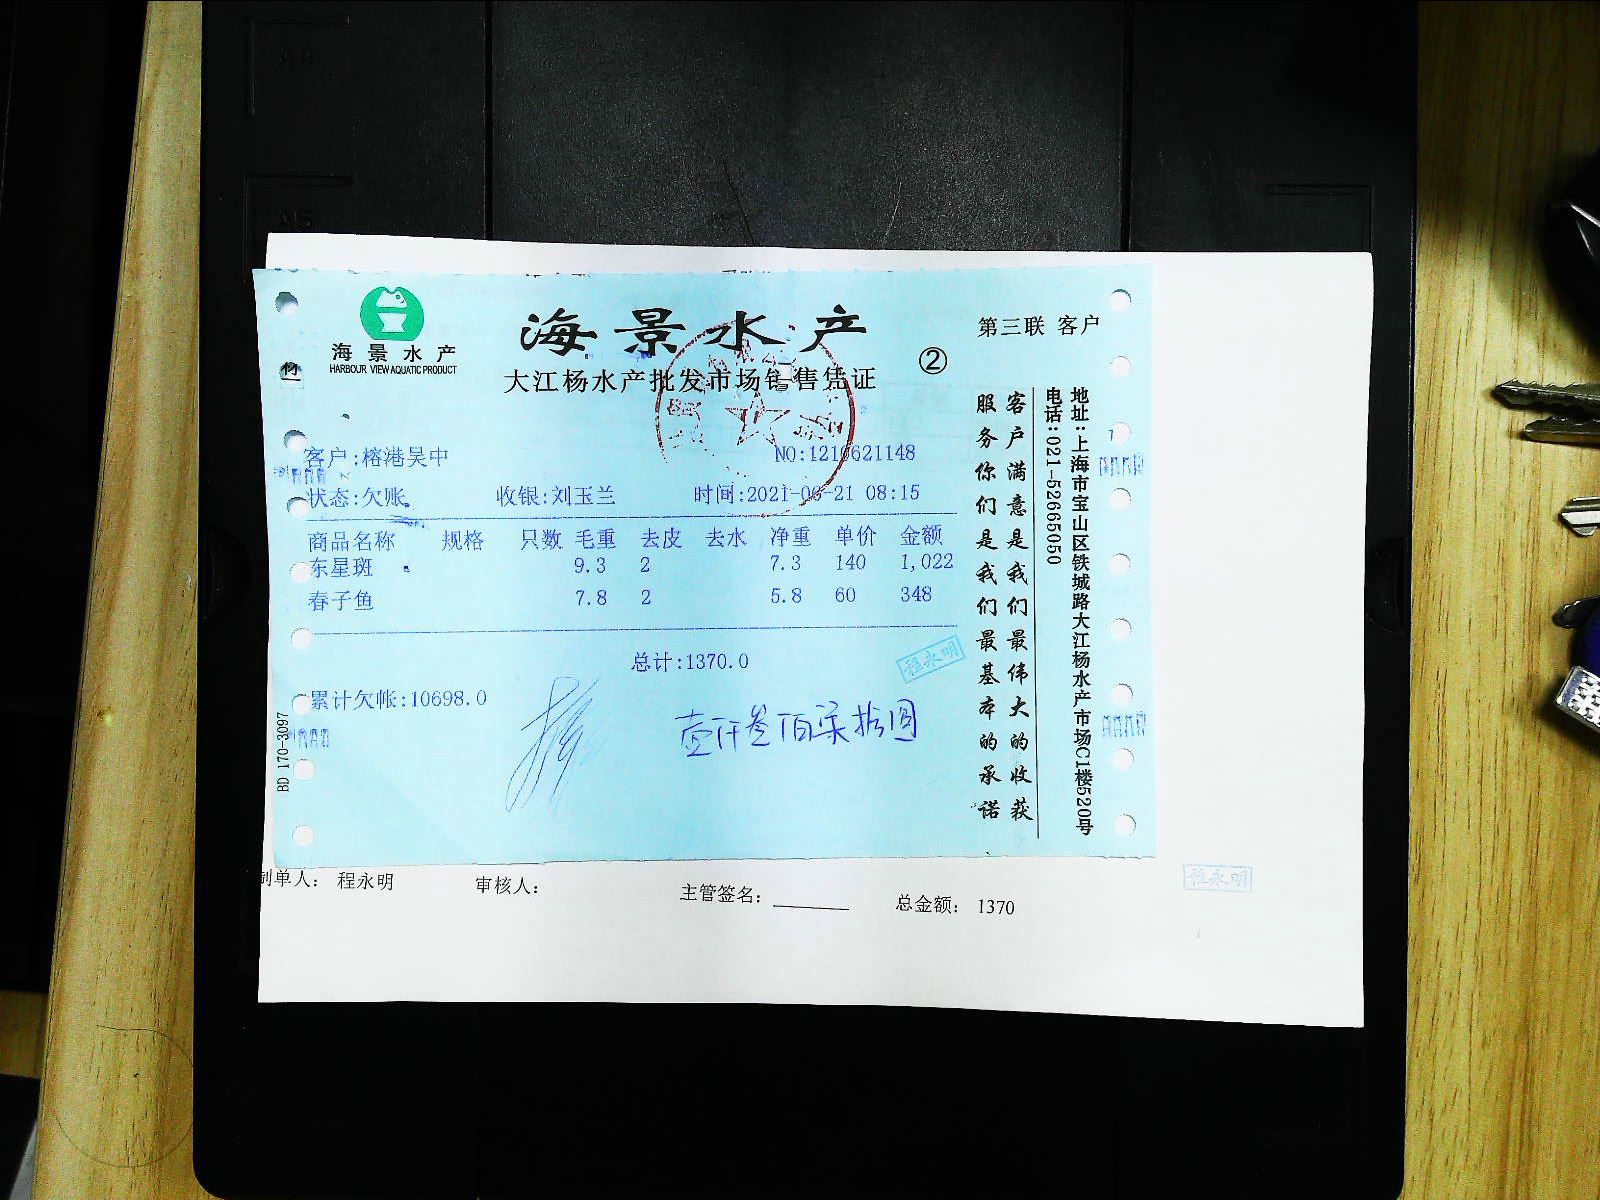 海景水产
HARBOUR VIEW AQUATIC PRODUCT
海景水产
大江杨水产批发市场销售凭证
②
第三联 客户
客户:榕港吴中
NO:1210621148
状态:欠账
收银:刘玉兰
时间:2021-06-21 08:15
商品名称 规格 只数 毛重 去皮 去水 净重 单价 金额
东星斑 9.3 2 7.3 140 1,022
春子鱼 7.8 2 5.8 60 348
总计:1370.0
程永明
累计欠帐:10698.0
壹仟叁佰柒拾圆
BD 170-3097
客户满意是我们最伟大的收获
服务你们是我们最基本的承诺
地址:上海市宝山区铁城路大江杨水产市场C1楼520号
电话:021-52665050
制单人: 程永明
审核人:
主管签名:
总金额: 1370
程永明